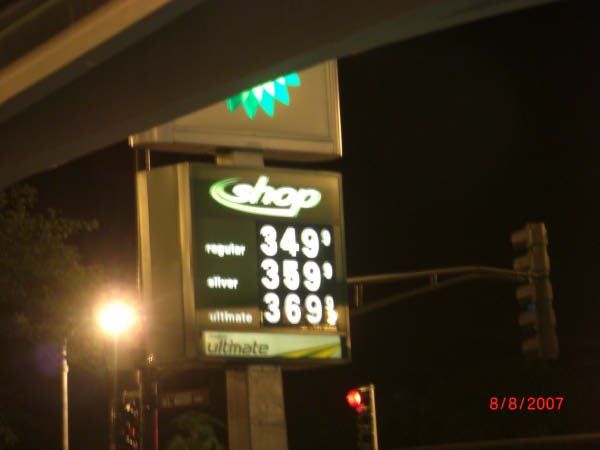 shop
regular 349 9
silver 359 9
ultimate 369 9
ultimate
8/8/2007